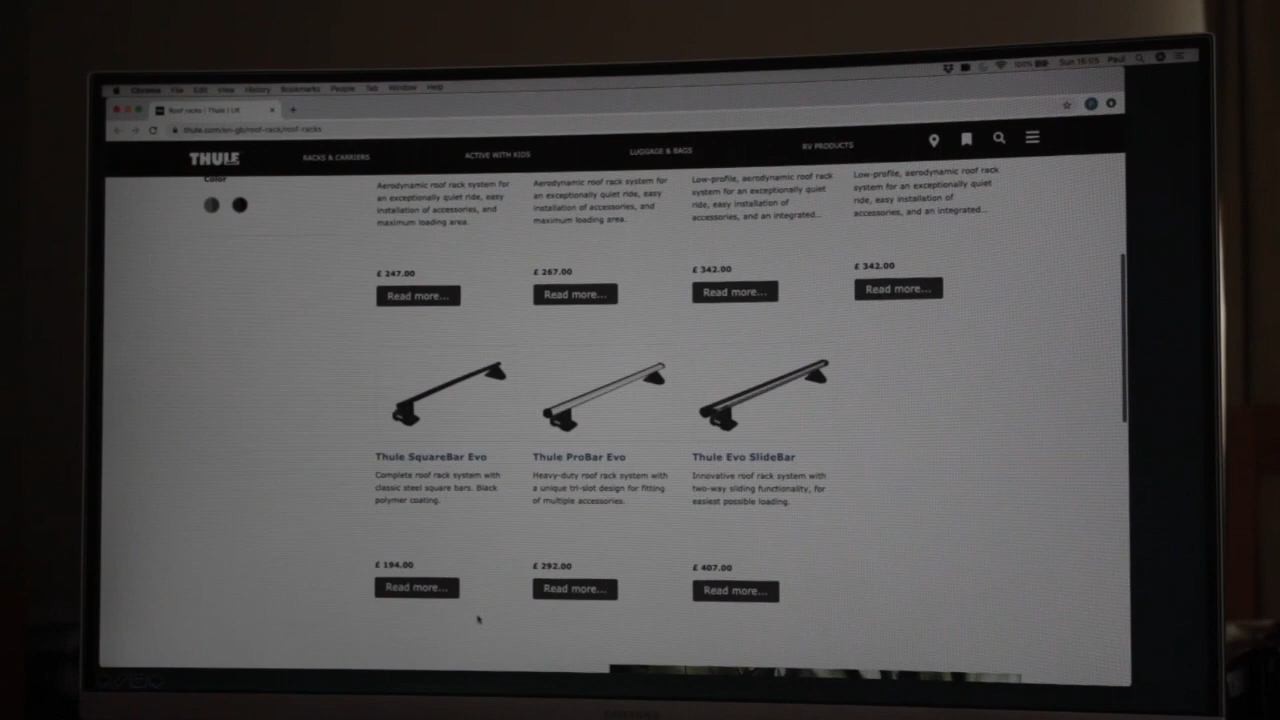 Chrome File Edit View History Bookmarks People Tab Window Help
100% Sun 16:05 Paul
Roof racks | Thule | UK
thule.com/en-gb/roof-rack/roof-racks
THULE RACKS & CARRIERS ACTIVE WITH KIDS LUGGAGE & BAGS RV PRODUCTS
Color
Aerodynamic roof rack system for
an exceptionally quiet ride, easy
installation of accessories, and
maximum loading area.
£ 247.00
Read more...
Aerodynamic roof rack system for
an exceptionally quiet ride, easy
installation of accessories, and
maximum loading area.
£ 267.00
Read more...
Low-profile, aerodynamic roof rack
system for an exceptionally quiet
ride, easy installation of
accessories, and an integrated...
£ 342.00
Read more...
Low-profile, aerodynamic roof rack
system for an exceptionally quiet
ride, easy installation of
accessories, and an integrated...
£ 342.00
Read more...
Thule SquareBar Evo
Complete roof rack system with
classic steel square bars. Black
polymer coating.
£ 194.00
Read more...
Thule ProBar Evo
Heavy-duty roof rack system with
a unique tri-slot design for fitting
of multiple accessories.
£ 292.00
Read more...
Thule Evo SlideBar
Innovative roof rack system with
two-way sliding functionality, for
easiest possible loading.
£ 407.00
Read more...
SAMSUNG